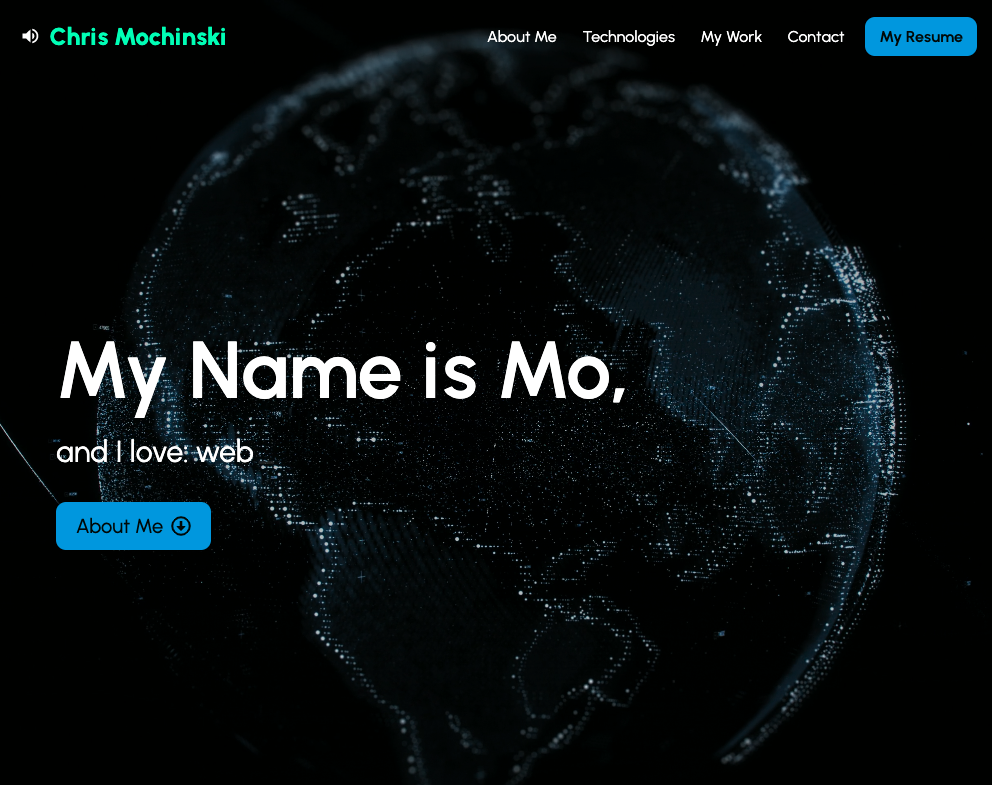 Chris Mochinski
About Me
Technologies
My Work
Contact
My Resume
My Name is Mo,
and I love: web
About Me